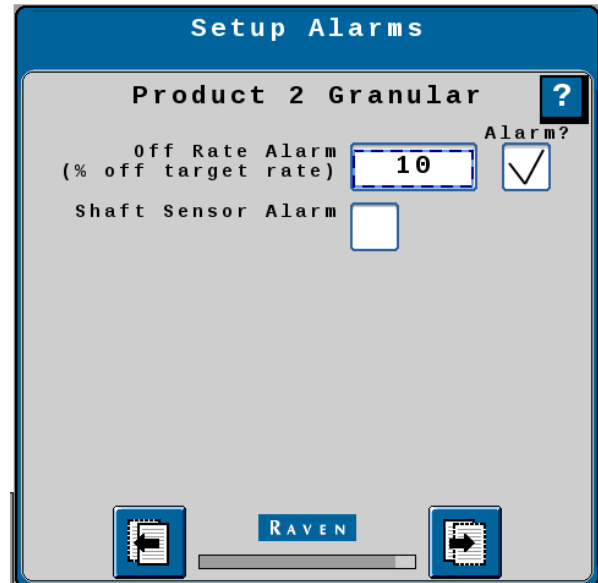 Setup Alarms
Product 2 Granular ?
Alarm?
Off Rate Alarm
(% off target rate) 10
Shaft Sensor Alarm
RAVEN